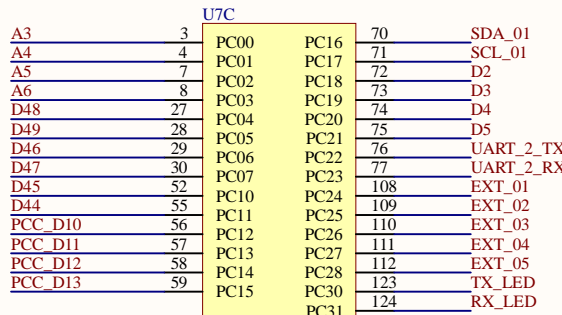 U7C
A3 3 PC00 PC16 70 SDA_01
A4 4 PC01 PC17 71 SCL_01
A5 7 PC02 PC18 72 D2
A6 8 PC03 PC19 73 D3
D48 27 PC04 PC20 74 D4
D49 28 PC05 PC21 75 D5
D46 29 PC06 PC22 76 UART_2_TX
D47 30 PC07 PC23 77 UART_2_RX
D45 52 PC10 PC24 108 EXT_01
D44 55 PC11 PC25 109 EXT_02
PCC_D10 56 PC12 PC26 110 EXT_03
PCC_D11 57 PC13 PC27 111 EXT_04
PCC_D12 58 PC14 PC28 112 EXT_05
PCC_D13 59 PC15 PC30 123 TX_LED
PC31 124 RX_LED